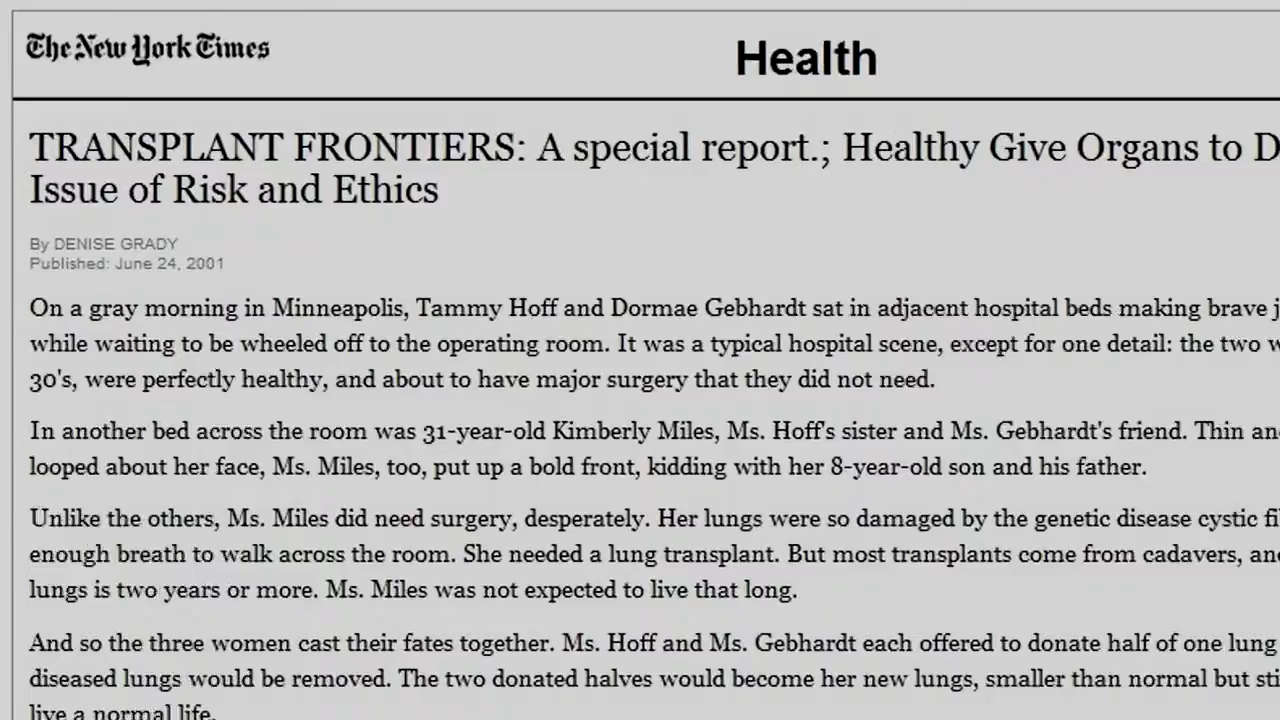 The New York Times
Health
TRANSPLANT FRONTIERS: A special report.; Healthy Give Organs to
Issue of Risk and Ethics
By DENISE GRADY
Published: June 24, 2001
On a gray morning in Minneapolis, Tammy Hoff and Dormae Gebhardt sat in adjacent hospital beds making brave
while waiting to be wheeled off to the operating room. It was a typical hospital scene, except for one detail: the two
30's, were perfectly healthy, and about to have major surgery that they did not need.
In another bed across the room was 31-year-old Kimberly Miles, Ms. Hoff's sister and Ms. Gebhardt's friend. Thin
looped about her face, Ms. Miles, too, put up a bold front, kidding with her 8-year-old son and his father.
Unlike the others, Ms. Miles did need surgery, desperately. Her lungs were so damaged by the genetic disease cystic
enough breath to walk across the room. She needed a lung transplant. But most transplants come from cadavers,
lungs is two years or more. Ms. Miles was not expected to live that long.
And so the three women cast their fates together. Ms. Hoff and Ms. Gebhardt each offered to donate half of one lung
diseased lungs would be removed. The two donated halves would become her new lungs, smaller than normal but
live a normal life.